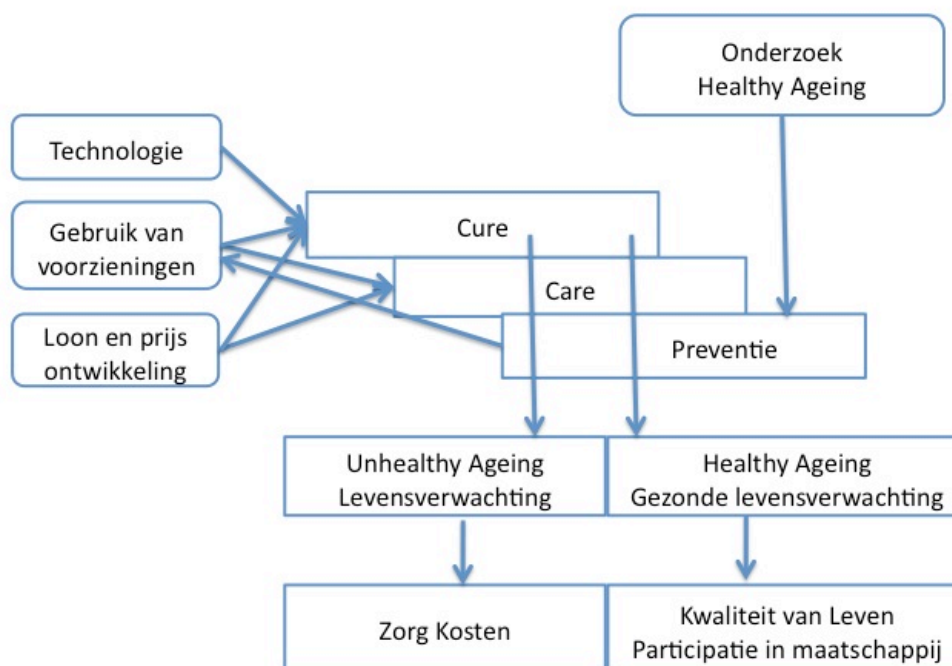 Onderzoek
Healthy Ageing
Technologie
Gebruik van
voorzieningen
Loon en prijs
ontwikkeling
Cure
Care
Preventie
Unhealthy Ageing
Levensverwachting
Healthy Ageing
Gezonde levensverwachting
Zorg Kosten
Kwaliteit van Leven
Participatie in maatschappij